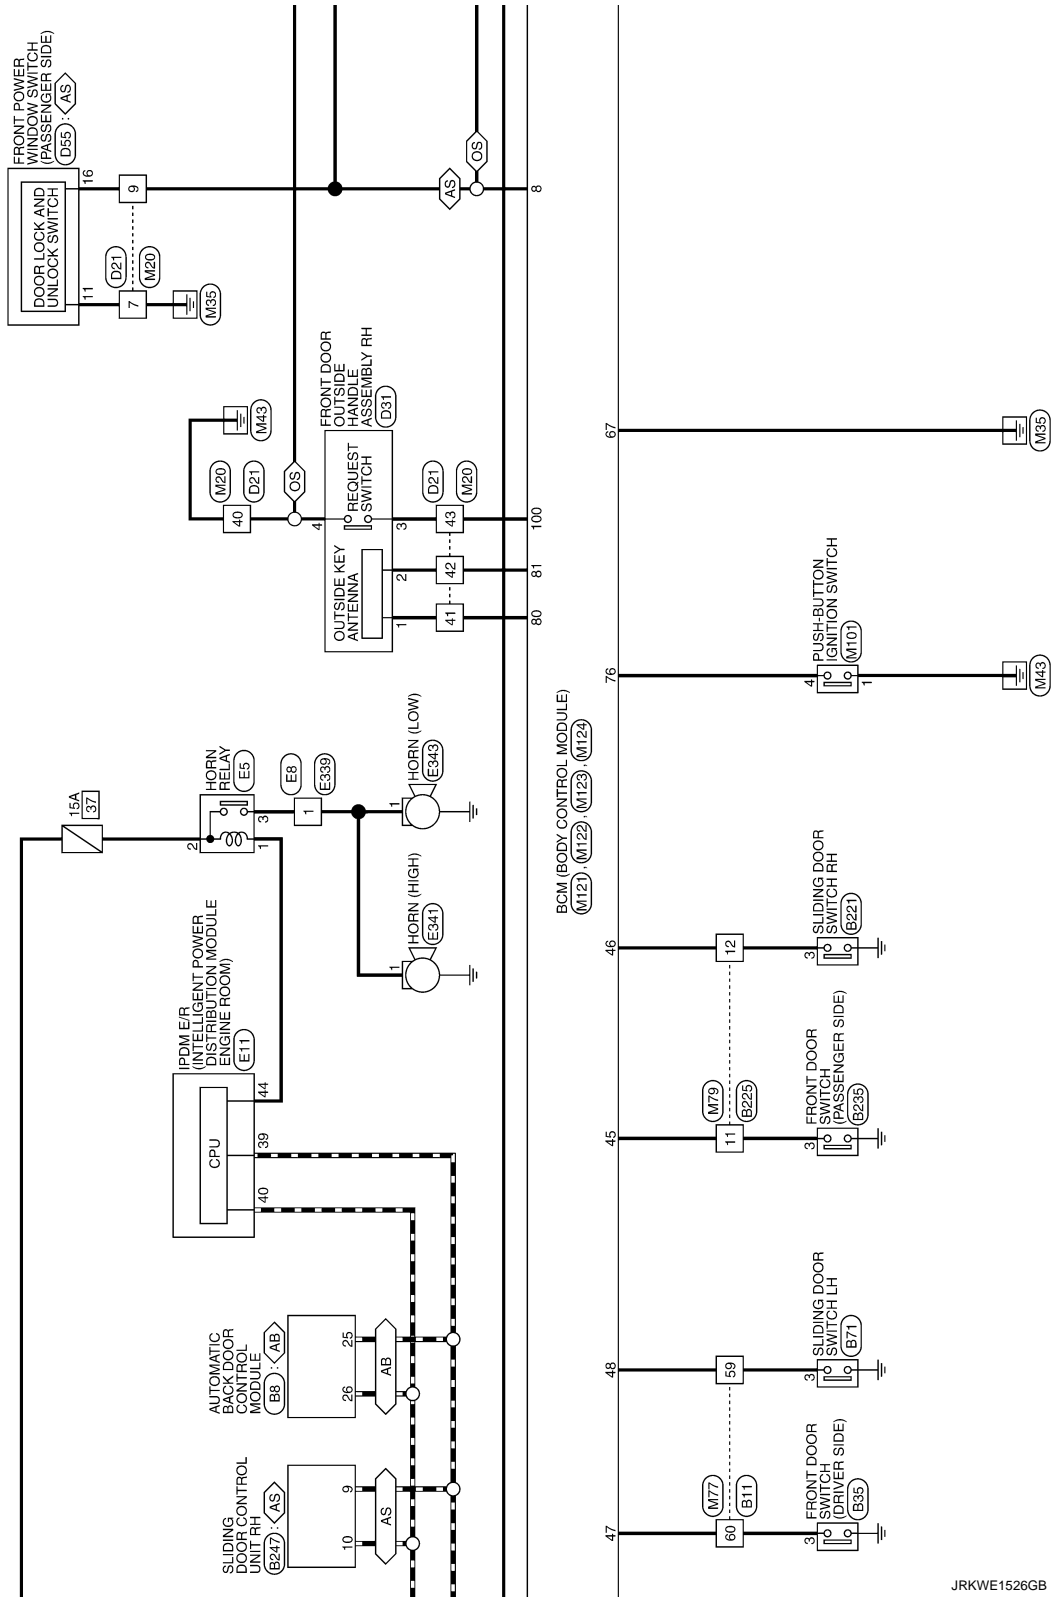 FRONT POWER
WINDOW SWITCH
(PASSENGER SIDE)
D55 : AS
DOOR LOCK AND
UNLOCK SWITCH
16
11
9
7
D21
M20
M35
AS
OS
8
M43
M20
D21
40
OS
FRONT DOOR
OUTSIDE
HANDLE
ASSEMBLY RH
D31
REQUEST
SWITCH
OUTSIDE KEY
ANTENNA
4
3
2
1
D21
M20
43
42
41
100
81
80
15A
37
HORN
RELAY
E5
2
3
1
E8
E339
1
HORN (LOW)
E343
1
HORN (HIGH)
E341
1
IPDM E/R
(INTELLIGENT POWER
DISTRIBUTION MODULE
ENGINE ROOM)
E11
CPU
44
39
40
AUTOMATIC
BACK DOOR
CONTROL
MODULE
B8 : AB
25
26
AB
SLIDING
DOOR CONTROL
UNIT RH
B247 : AS
9
10
AS
BCM (BODY CONTROL MODULE)
M121 , M122 , M123 , M124
67
M35
76
PUSH-BUTTON
IGNITION SWITCH
M101
4
1
M43
46
12
SLIDING DOOR
SWITCH RH
B221
3
45
M79
B225
11
FRONT DOOR
SWITCH
(PASSENGER SIDE)
B235
3
48
59
SLIDING DOOR
SWITCH LH
B71
3
47
M77
B11
60
FRONT DOOR
SWITCH
(DRIVER SIDE)
B35
3
JRKWE1526GB